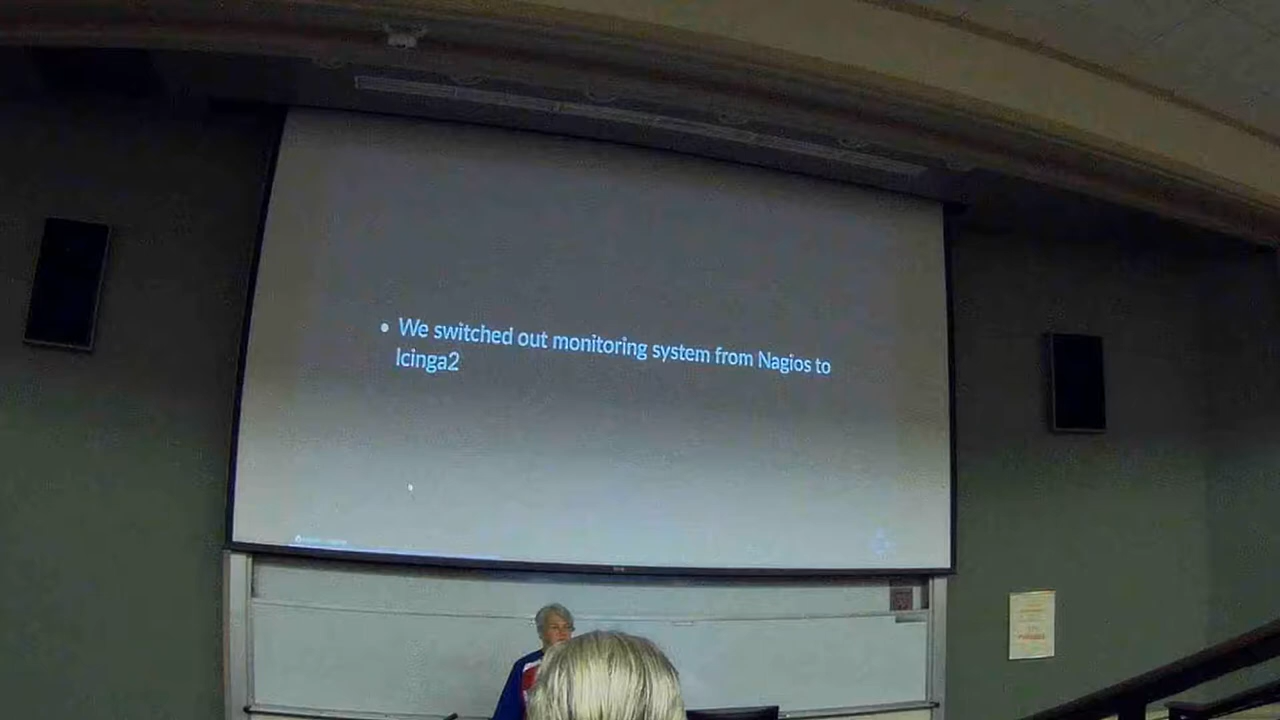 • We switched out monitoring system from Nagios to
Icinga2